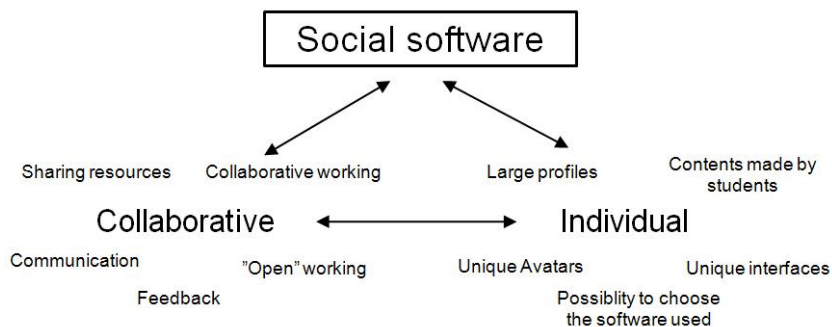 Social software
Sharing resources
Collaborative working
Large profiles
Contents made by
students
Collaborative
Individual
Communication
”Open” working
Unique Avatars
Unique interfaces
Feedback
Possiblity to choose
the software used